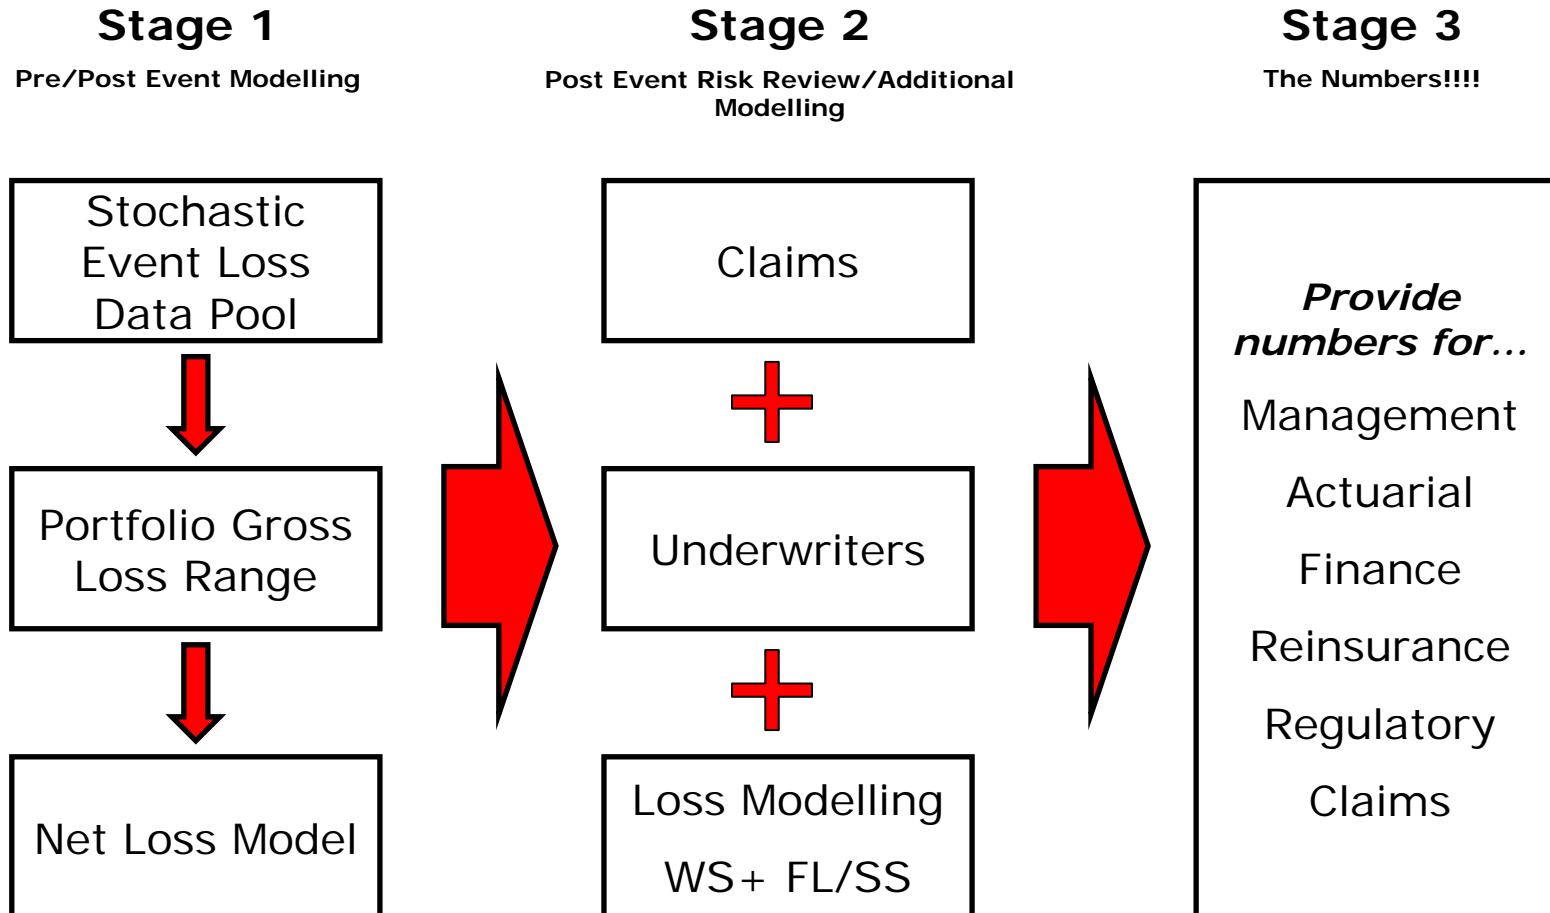 Stage 1
Pre/Post Event Modelling
Stochastic
Event Loss
Data Pool
Portfolio Gross
Loss Range
Net Loss Model
Stage 2
Post Event Risk Review/Additional
Modelling
Claims
Underwriters
Loss Modelling
WS+ FL/SS
Stage 3
The Numbers!!!!
Provide
numbers for...
Management
Actuarial
Finance
Reinsurance
Regulatory
Claims